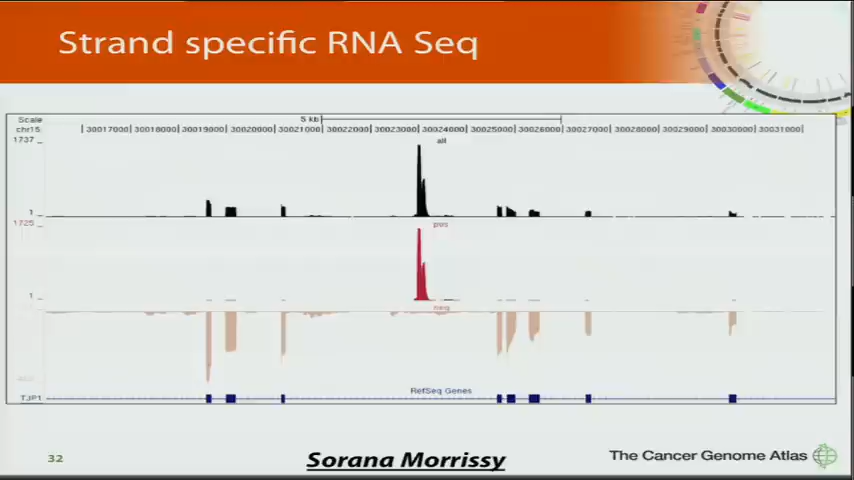 Strand specific RNA Seq
Scale
5 kb
chr15:
30017000 30018000 30019000 30020000 30021000 30022000 30023000 30024000 30025000 30026000 30027000 30028000 30029000 30030000 30031000
1737
all
1
1725
pos
1
neg
RefSeq Genes
TJP1
32
Sorana Morrissy
The Cancer Genome Atlas